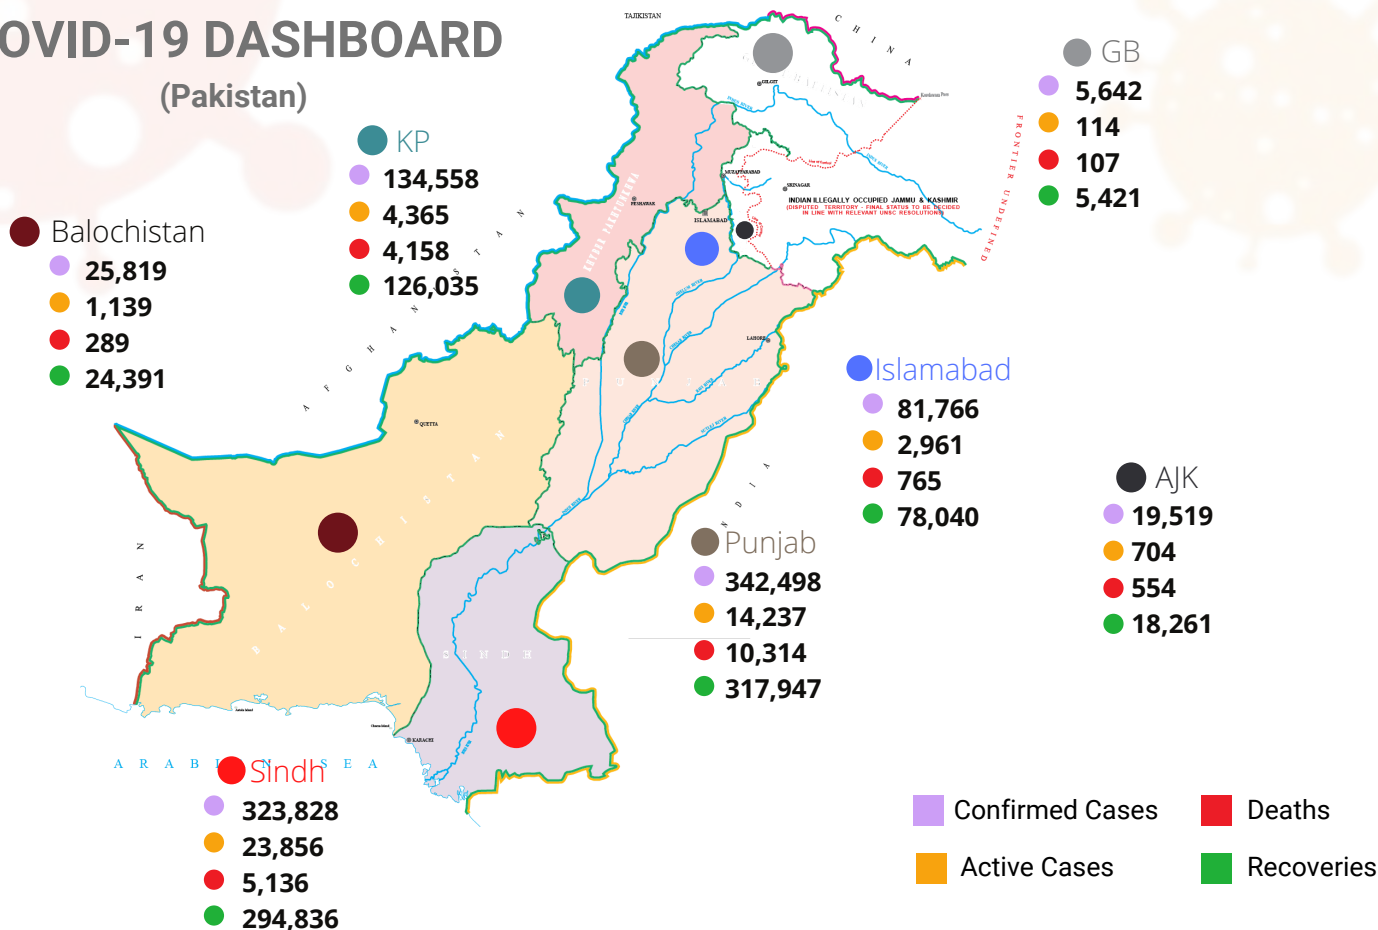 OVID-19 DASHBOARD
(Pakistan)
TAJIKISTAN
CHINA
GB
5,642
114
107
5,421
KP
134,558
4,365
4,158
126,035
Balochistan
25,819
1,139
289
24,391
AFGHANISTAN
GILGIT
INDUS RIVER
MUZAFFARABAD
SRINAGAR
PESHAWAR
ISLAMABAD
KHYBER PAKHTUNKHWA
INDIAN ILLEGALLY OCCUPIED JAMMU & KASHMIR
(DISPUTED TERRITORY - FINAL STATUS TO BE DECIDED
IN LINE WITH RELEVANT UNSC RESOLUTIONS)
FRONTIER UNDEFINED
LAHORE
PUNJAB
Islamabad
81,766
2,961
765
78,040
AJK
19,519
704
554
18,261
QUETTA
BALOCHISTAN
IRAN
INDIA
Punjab
342,498
14,237
10,314
317,947
SINDH
KARACHI
ARABIAN SEA
Sindh
323,828
23,856
5,136
294,836
Confirmed Cases
Deaths
Active Cases
Recoveries